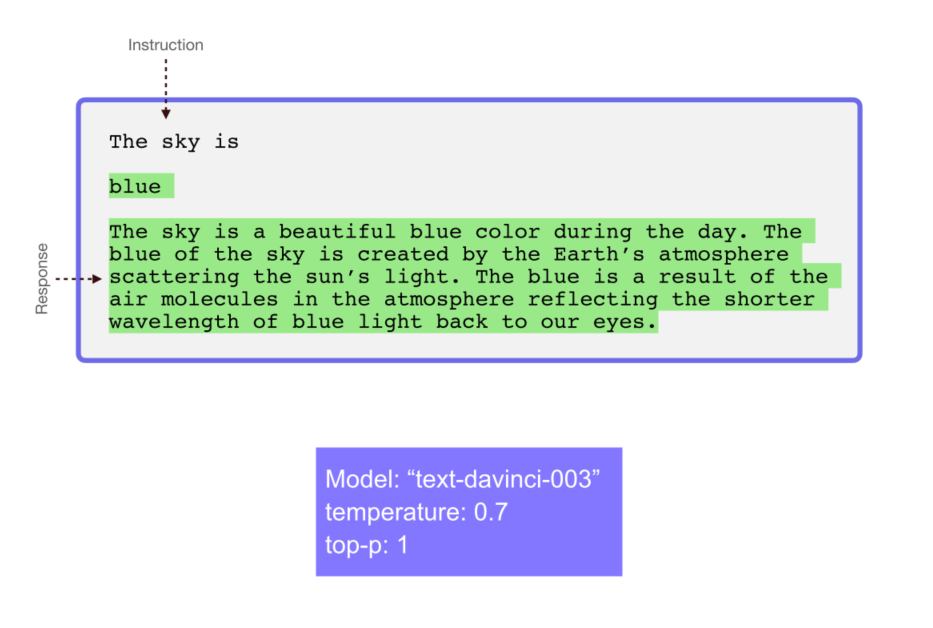 Instruction
The sky is
blue
Response
The sky is a beautiful blue color during the day. The
blue of the sky is created by the Earth’s atmosphere
scattering the sun’s light. The blue is a result of the
air molecules in the atmosphere reflecting the shorter
wavelength of blue light back to our eyes.
Model: “text-davinci-003”
temperature: 0.7
top-p: 1